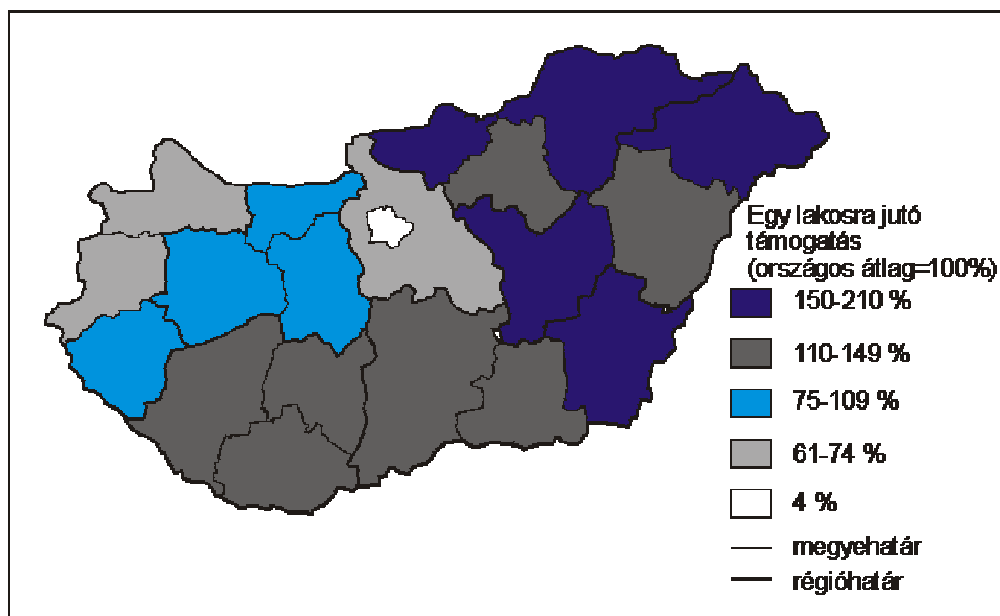 Egy lakosra jutó
támogatás
(országos átlag=100%)
150-210 %
110-149 %
75-109 %
61-74 %
4 %
megyehatár
régióhatár